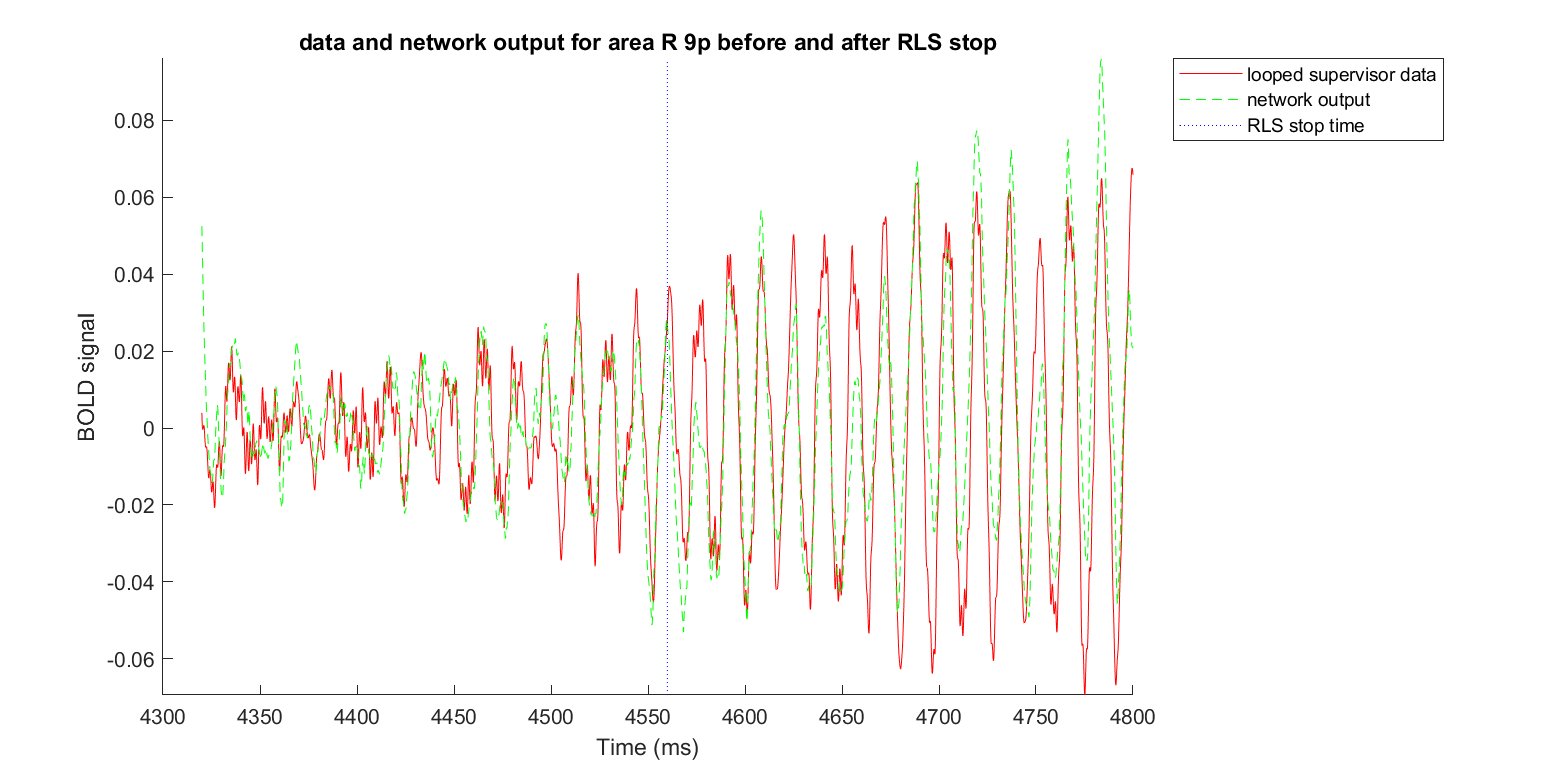 data and network output for area R 9p before and after RLS stop
looped supervisor data
network output
RLS stop time
0.08
0.06
0.04
0.02
0
-0.02
-0.04
-0.06
BOLD signal
4300 4350 4400 4450 4500 4550 4600 4650 4700 4750 4800
Time (ms)